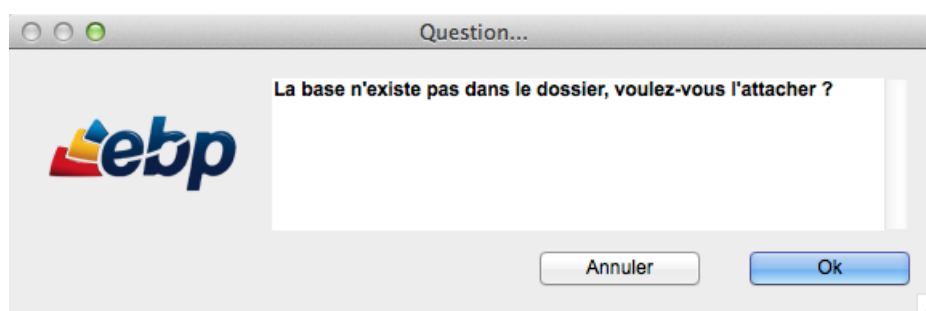 Question...
La base n'existe pas dans le dossier, voulez-vous l'attacher ?
ebp
Annuler
Ok